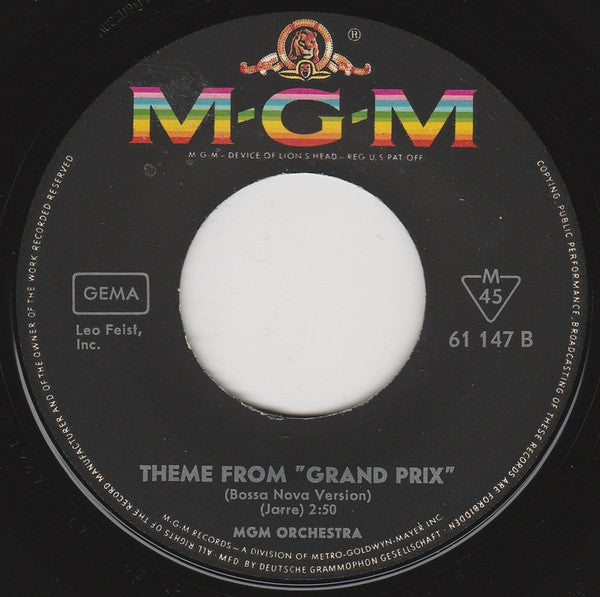 ®
M-G-M
M-G-M – DEVICE OF LION'S HEAD – REG U.S. PAT. OFF.
GEMA
Leo Feist,
Inc.
M
45
61 147 B
THEME FROM "GRAND PRIX"
(Bossa Nova Version)
(Jarre) 2:50
MGM ORCHESTRA
M-G-M RECORDS – A DIVISION OF METRO-GOLDWYN-MAYER INC.
MFD. BY DEUTSCHE GRAMMOPHON GESELLSCHAFT · ALL RIGHTS OF THE RECORD MANUFACTURER AND OF THE OWNER OF THE WORK RECORDED RESERVED
COPYING, PUBLIC PERFORMANCE, BROADCASTING OF THESE RECORDS ARE FORBIDDEN